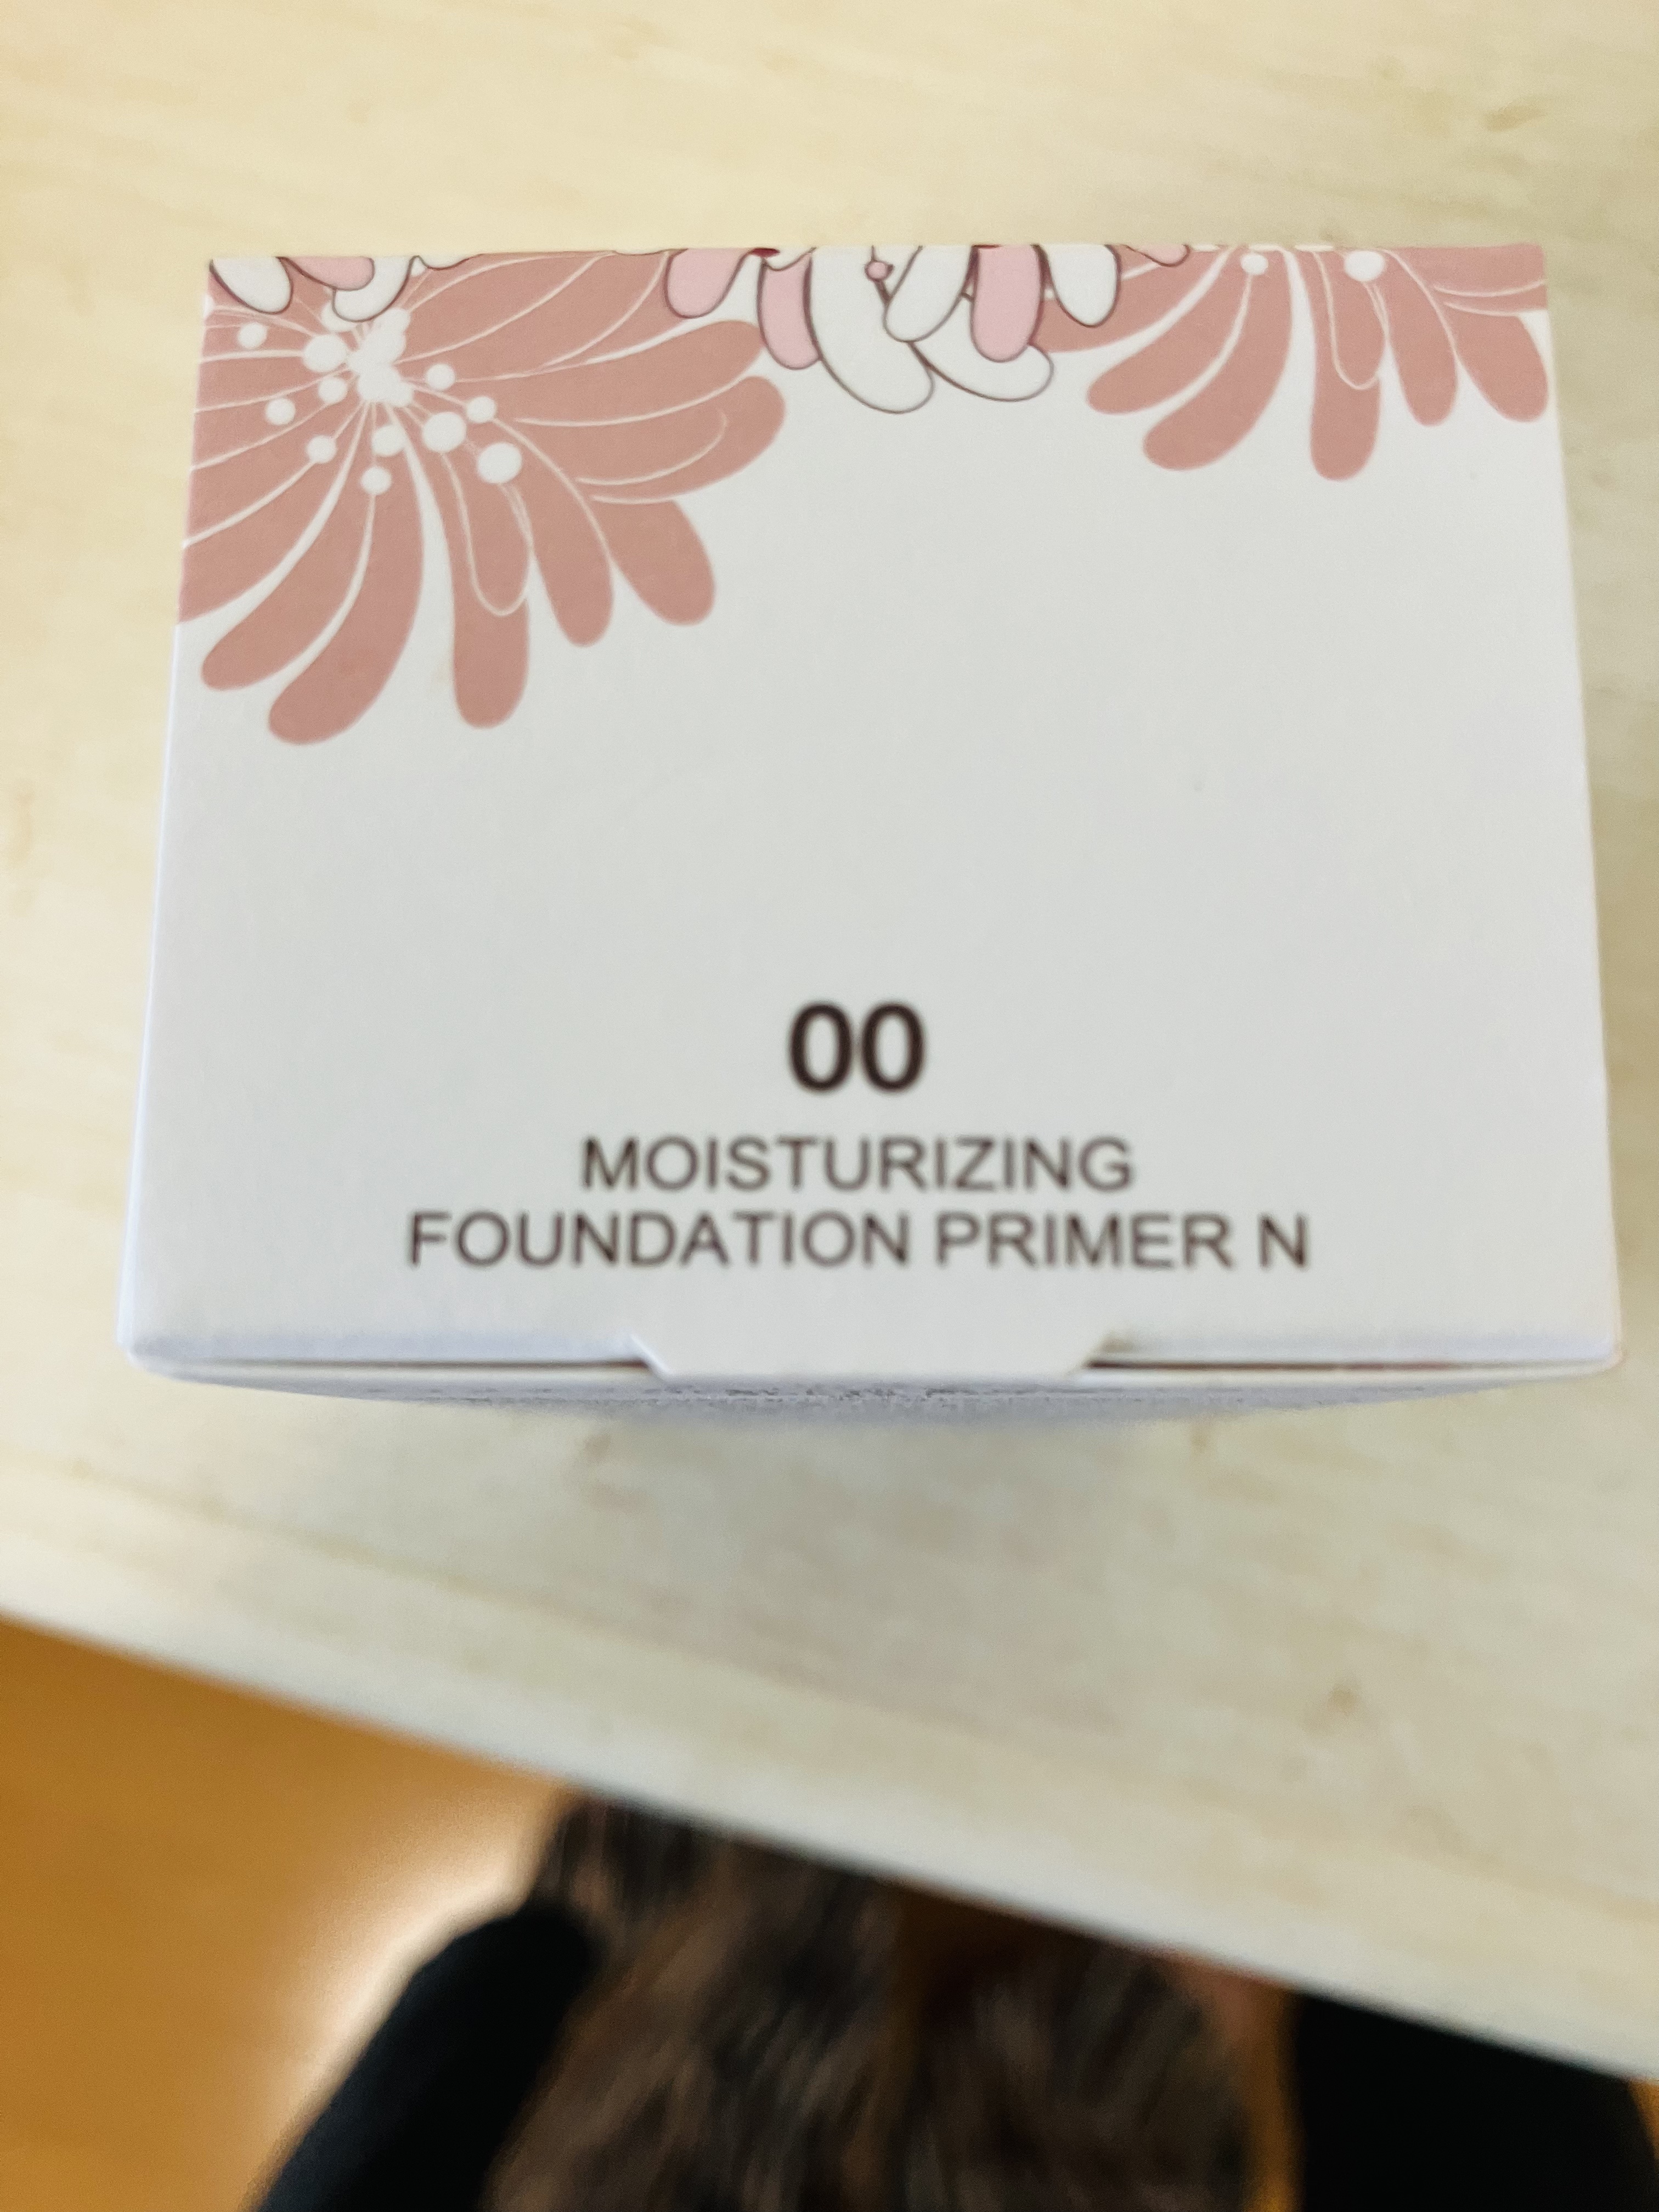 00
MOISTURIZING
FOUNDATION PRIMER N